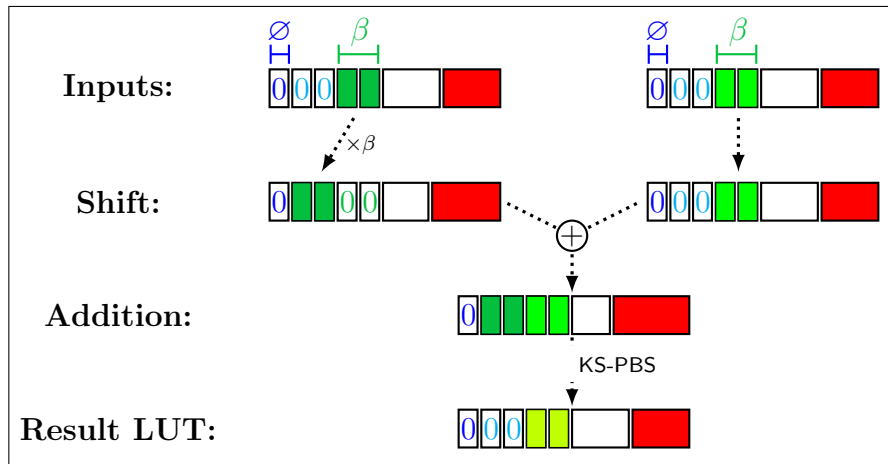 ∅ β ∅ β
Inputs: 0 0 0 0 0 0
×β
Shift: 0 0 0 0 0 0
+
Addition: 0
KS-PBS
Result LUT: 0 0 0